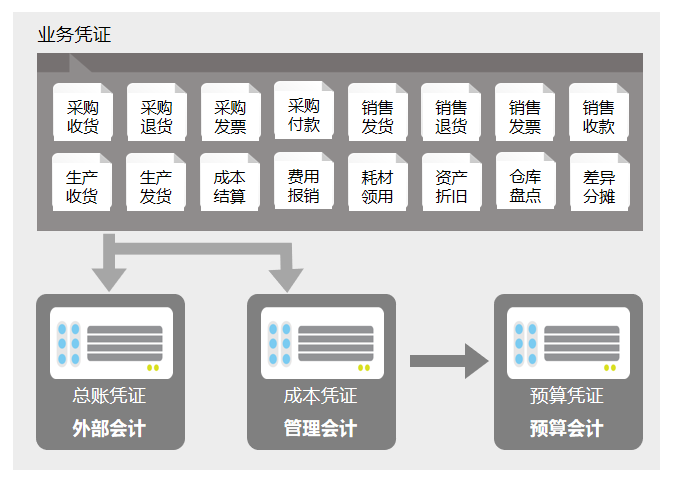 业务凭证
采购 采购 采购 采购 销售 销售 销售 销售
收货 退货 发票 付款 发货 退货 发票 收款
生产 生产 成本 费用 耗材 资产 仓库 差异
收货 发货 结算 报销 领用 折旧 盘点 分摊
总账凭证 成本凭证 预算凭证
外部会计 管理会计 预算会计